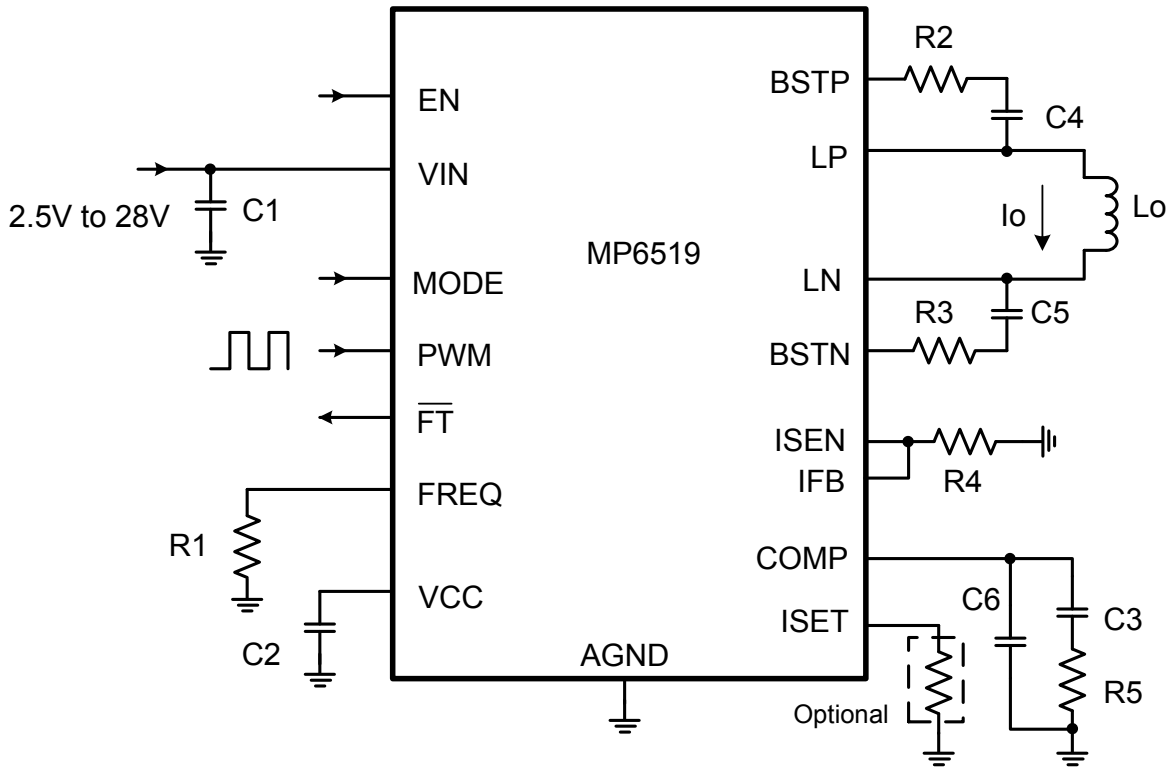 R2
BSTP
EN
C4
LP
VIN
2.5V to 28V
C1
Io
Lo
MP6519
MODE
LN
R3
C5
PWM
BSTN
F̅T̅
ISEN
IFB
R4
FREQ
R1
COMP
VCC
C6
C3
ISET
C2
AGND
R5
Optional